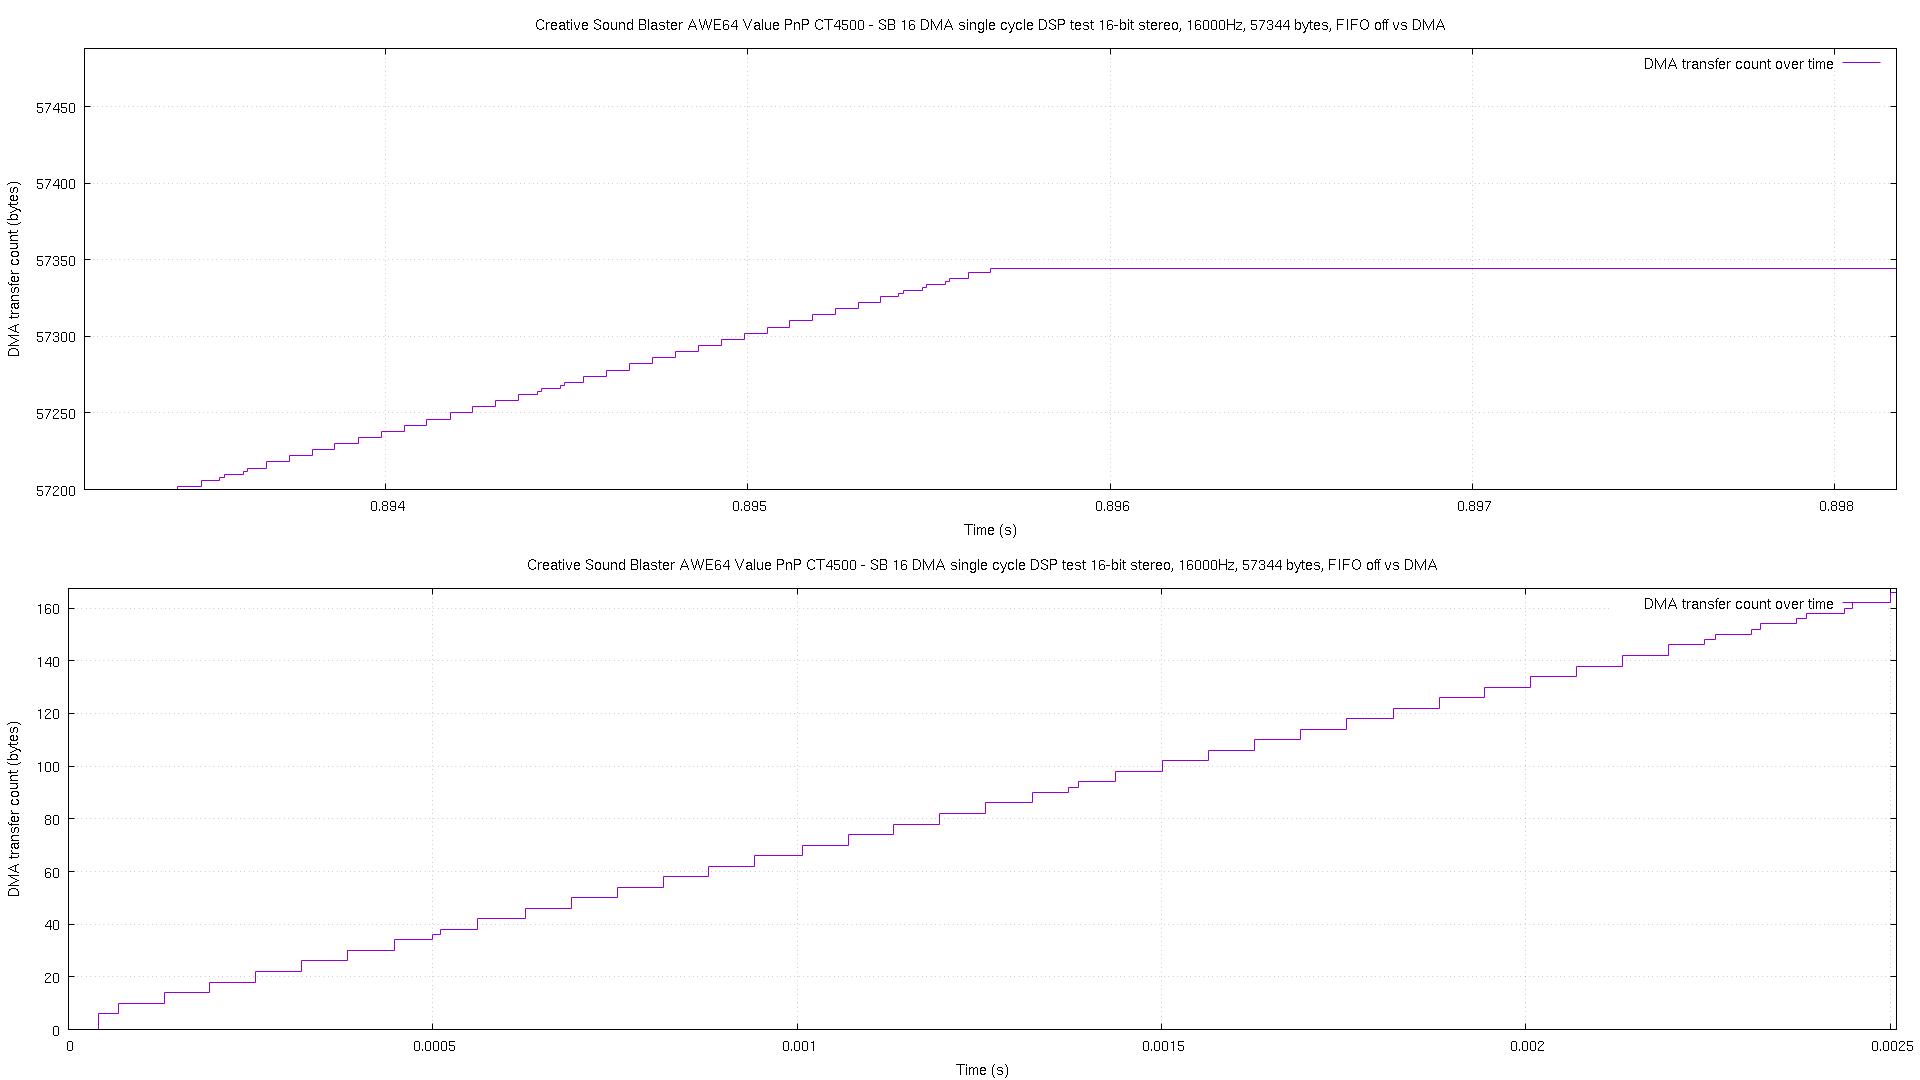 Creative Sound Blaster AWE64 Value PnP CT4500 - SB 16 DMA single cycle DSP test 16-bit stereo, 16000Hz, 57344 bytes, FIFO off vs DMA
DMA transfer count over time
DMA transfer count (bytes)
57450
57400
57350
57300
57250
57200
0.894 0.895 0.896 0.897 0.898
Time (s)
Creative Sound Blaster AWE64 Value PnP CT4500 - SB 16 DMA single cycle DSP test 16-bit stereo, 16000Hz, 57344 bytes, FIFO off vs DMA
DMA transfer count over time
DMA transfer count (bytes)
160
140
120
100
80
60
40
20
0
0 0.0005 0.001 0.0015 0.002 0.0025
Time (s)